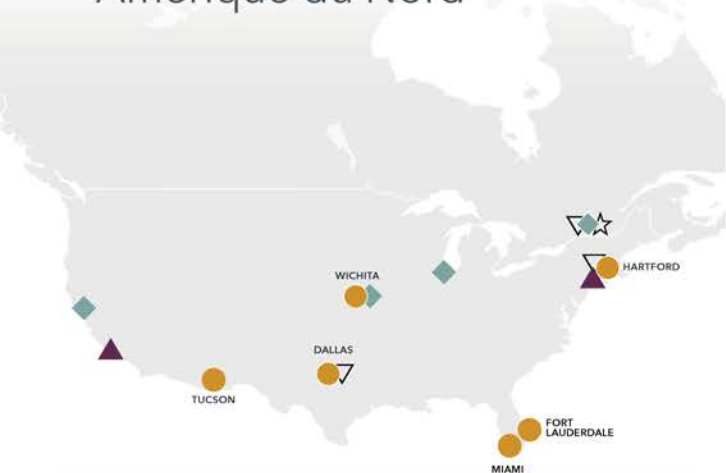 Amérique du Nord
WICHITA
HARTFORD
DALLAS
TUCSON
FORT
LAUDERDALE
MIAMI